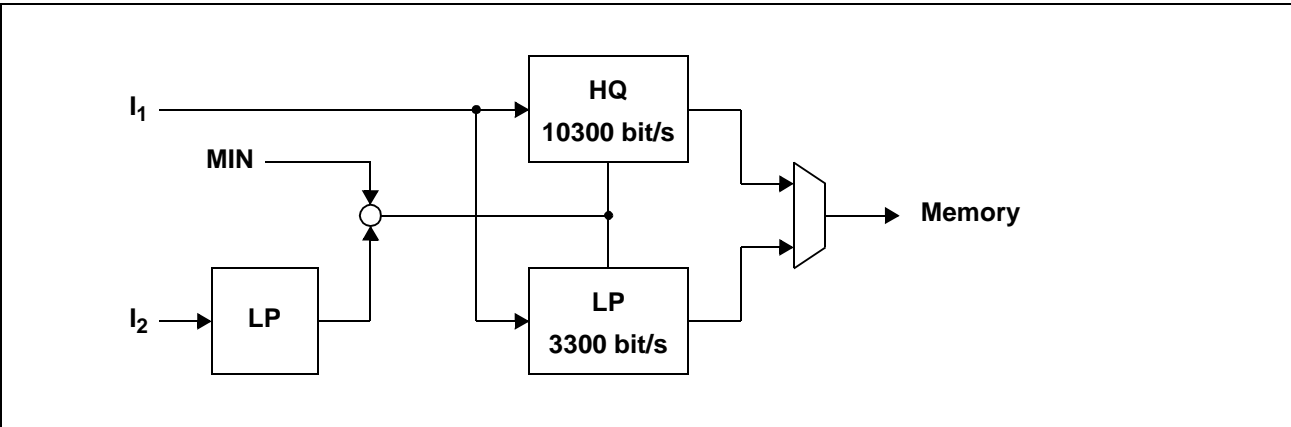 I1
HQ
10300 bit/s
MIN
Memory
I2
LP
LP
3300 bit/s